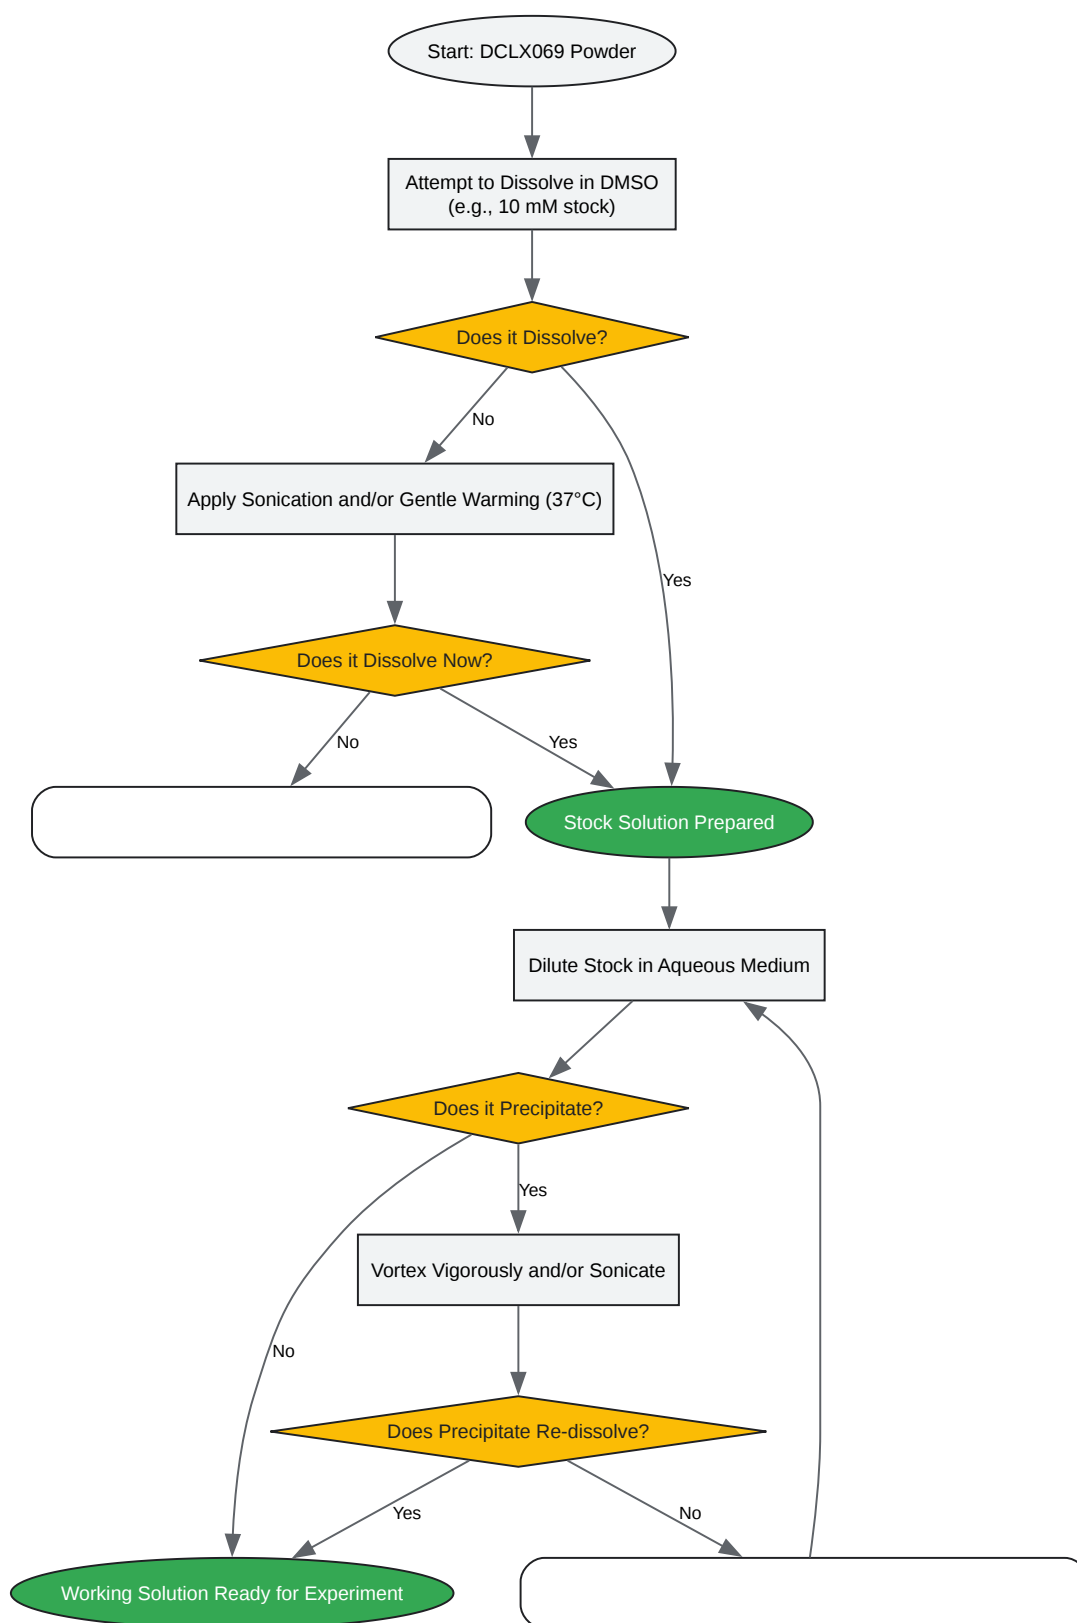 Start: DCLX069 Powder
Attempt to Dissolve in DMSO
(e.g., 10 mM stock)
Does it Dissolve?
No
Apply Sonication and/or Gentle Warming (37°C)
Yes
Does it Dissolve Now?
No
Yes
Stock Solution Prepared
Dilute Stock in Aqueous Medium
Does it Precipitate?
Yes
Vortex Vigorously and/or Sonicate
No
Does Precipitate Re-dissolve?
Yes
No
Working Solution Ready for Experiment